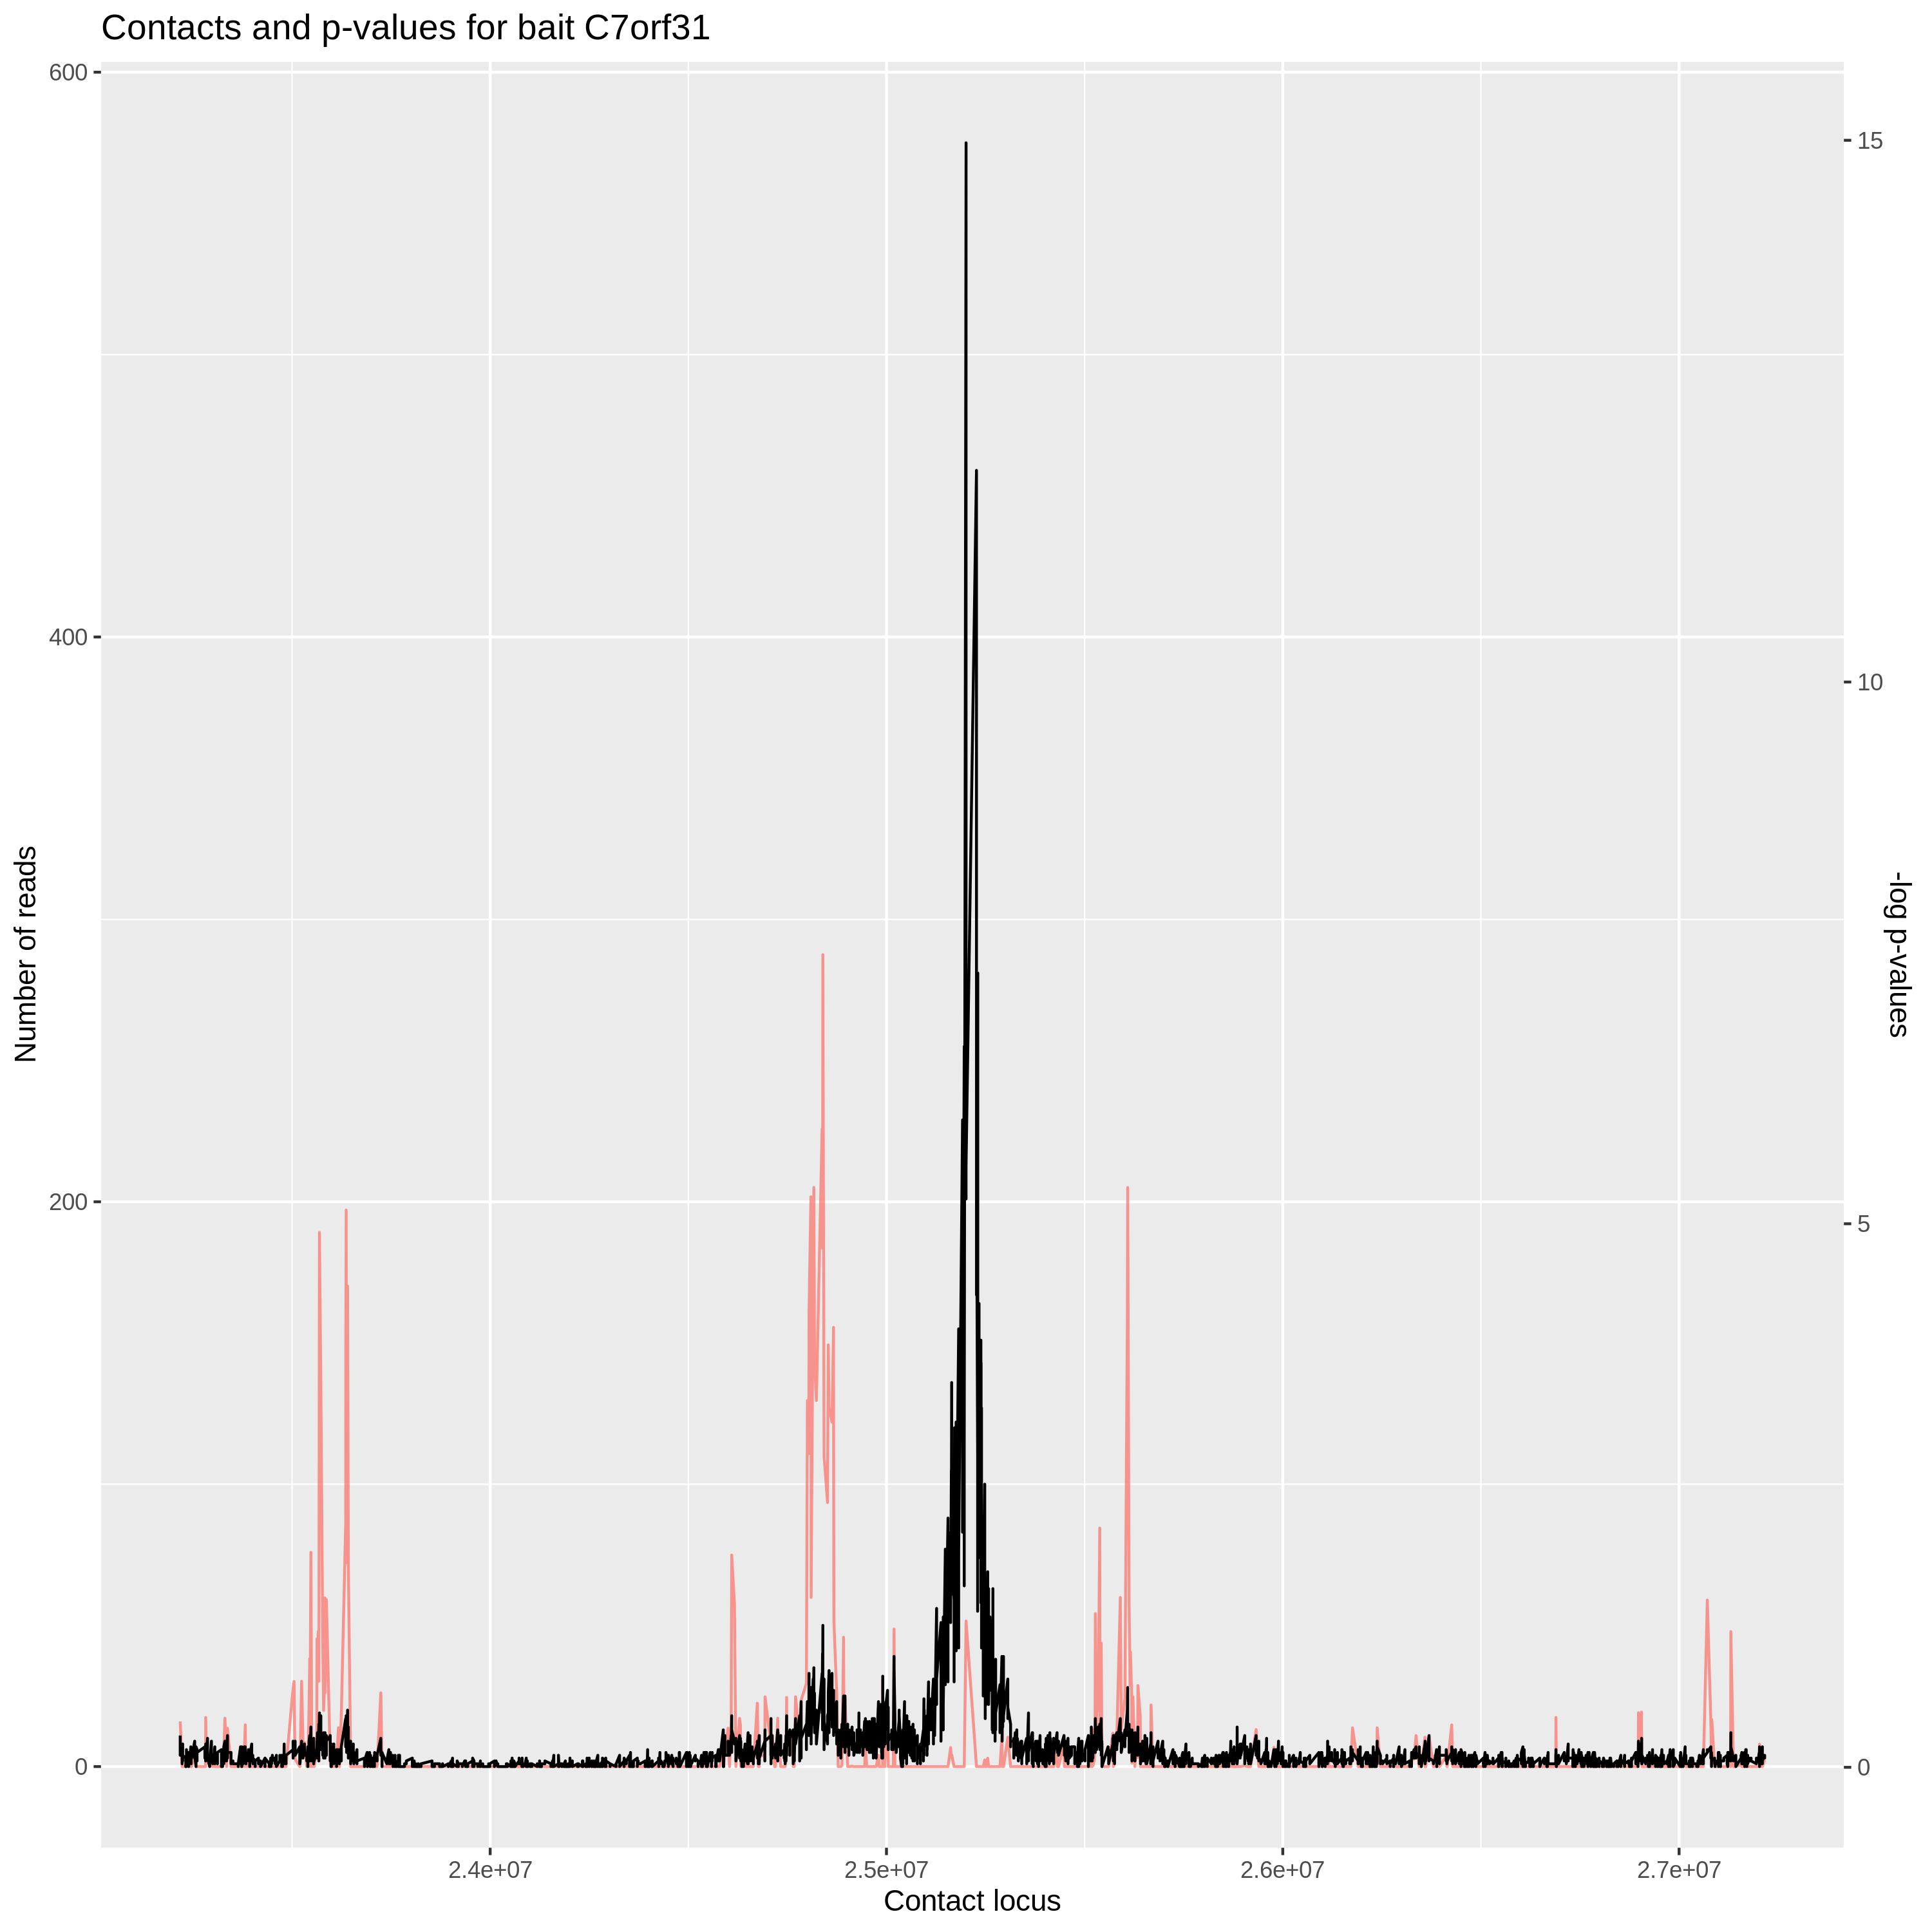 Contacts and p-values for bait C7orf31
600
400
200
0
15
10
5
0
Number of reads
-log p-values
2.4e+07
2.5e+07
2.6e+07
2.7e+07
Contact locus